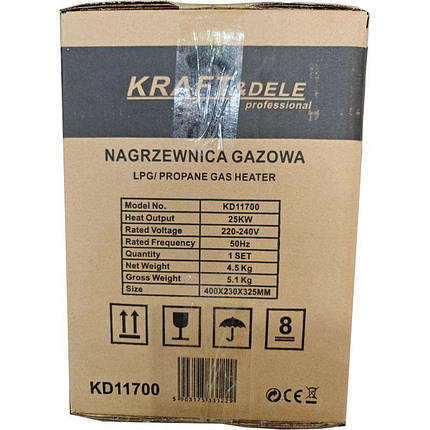 KRAFT&DELE
professional
NAGRZEWNICA GAZOWA
LPG/ PROPANE GAS HEATER
Model No. KD11700
Heat Output 25KW
Rated Voltage 220-240V
Rated Frequency 50Hz
Quantity 1 SET
Net Weight 4.5 Kg
Gross Weight 5.1 Kg
Size 400X230X325MM
8
KD11700
CE